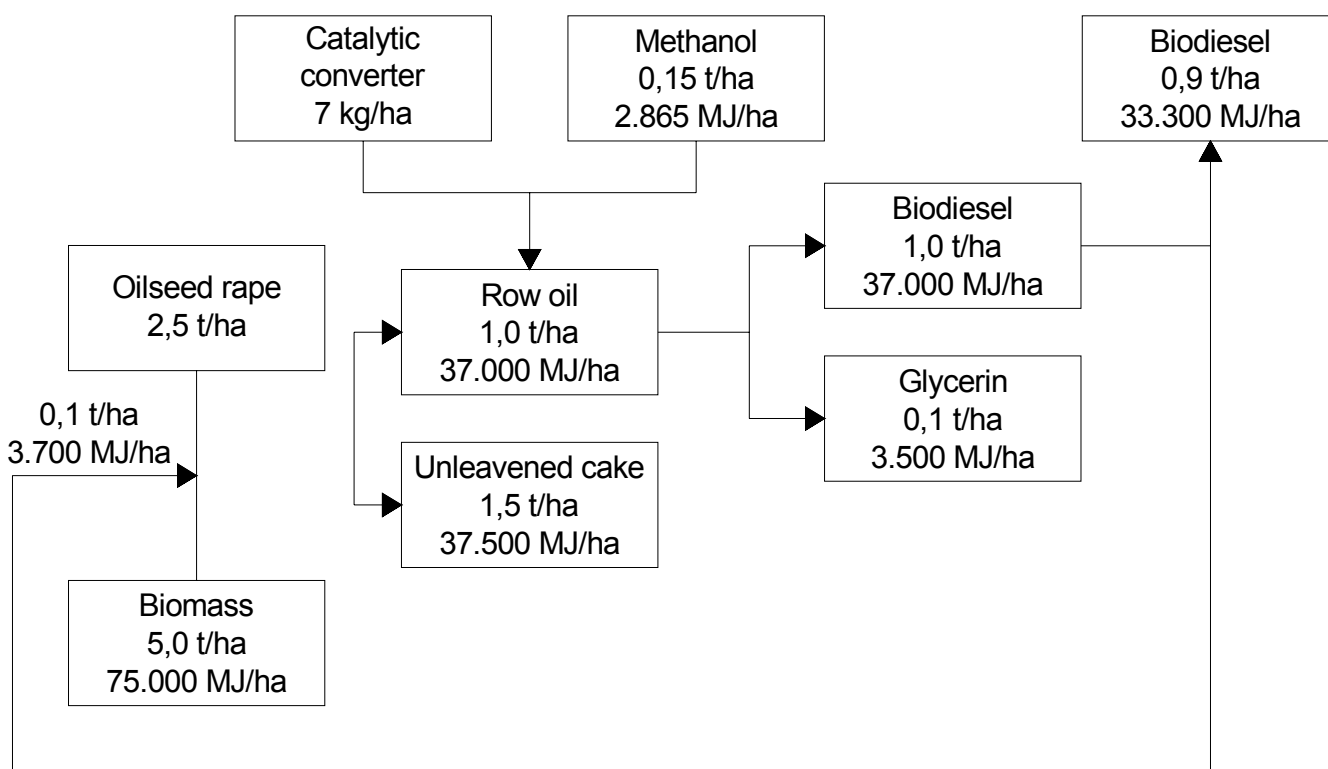 Catalytic
converter
7 kg/ha
Methanol
0,15 t/ha
2.865 MJ/ha
Biodiesel
0,9 t/ha
33.300 MJ/ha
Oilseed rape
2,5 t/ha
Row oil
1,0 t/ha
37.000 MJ/ha
Biodiesel
1,0 t/ha
37.000 MJ/ha
0,1 t/ha
3.700 MJ/ha
Unleavened cake
1,5 t/ha
37.500 MJ/ha
Glycerin
0,1 t/ha
3.500 MJ/ha
Biomass
5,0 t/ha
75.000 MJ/ha